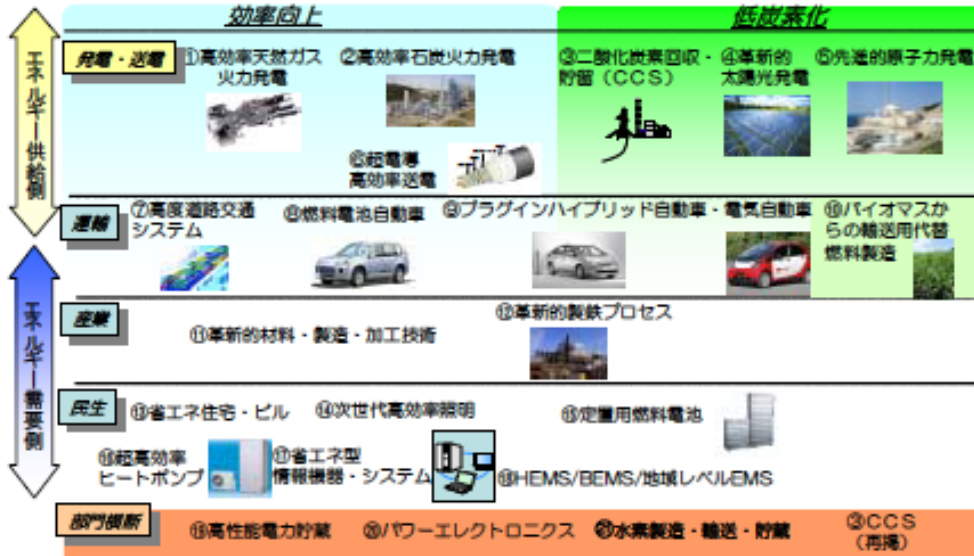 効率向上
低炭素化
エネルギー供給側
発電・送電
①高効率天然ガス
火力発電
②高効率石炭火力発電
③二酸化炭素回収・
貯留（CCS）
④革新的
太陽光発電
⑤先進的原子力発電
⑥超電導
高効率送電
運輸
⑦高度道路交通
システム
⑧燃料電池自動車
⑨プラグインハイブリッド自動車・電気自動車
⑩バイオマスか
らの輸送用代替
燃料製造
エネルギー需要側
産業
⑪革新的材料・製造・加工技術
⑫革新的製鉄プロセス
民生
⑬省エネ住宅・ビル
⑭次世代高効率照明
⑮定置用燃料電池
⑯超高効率
ヒートポンプ
⑰省エネ型
情報機器・システム
⑱HEMS/BEMS/地域レベルEMS
部門横断
⑲高性能電力貯蔵
⑳パワーエレクトロニクス
㉑水素製造・輸送・貯蔵
③CCS
（再掲）